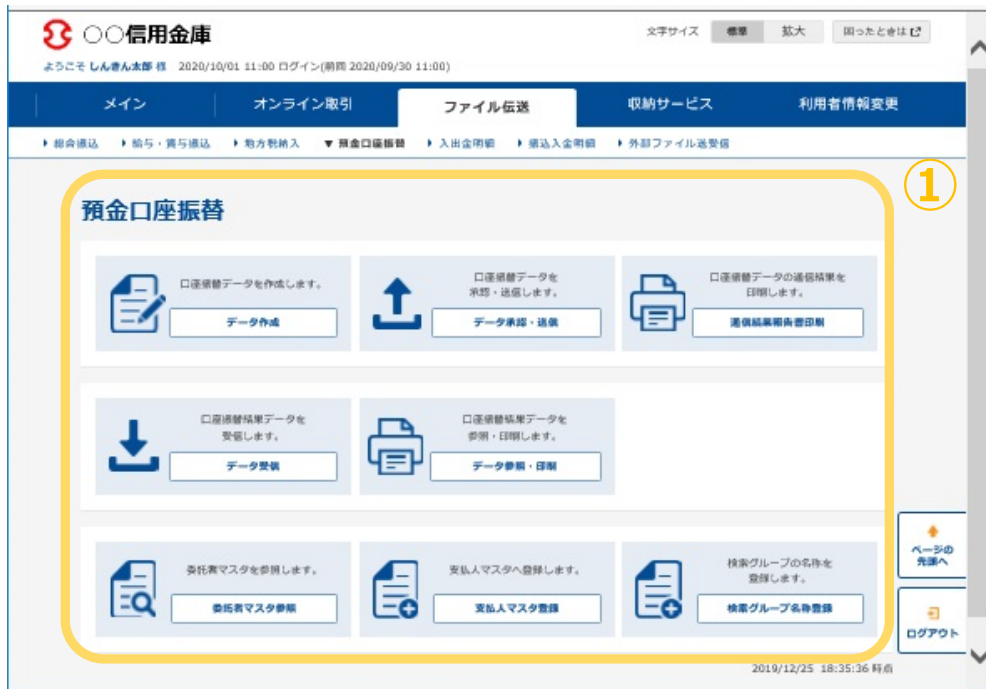 ○○信用金庫
文字サイズ 標準 拡大 困ったときは
ようこそ しんきん太郎 様 2020/10/01 11:00 ログイン(前回 2020/09/30 11:00)
メイン オンライン取引 ファイル伝送 収納サービス 利用者情報変更
総合振込 給与・賞与振込 地方税納入 ▼ 預金口座振替 入出金明細 振込入金明細 外部ファイル送受信
①
預金口座振替
口座振替データを作成します。
データ作成
口座振替データを
承認・送信します。
データ承認・送信
口座振替データの通信結果を
印刷します。
通信結果報告書印刷
口座振替結果データを
受信します。
データ受信
口座振替結果データを
参照・印刷します。
データ参照・印刷
委託者マスタを参照します。
委託者マスタ参照
支払人マスタへ登録します。
支払人マスタ登録
検索グループの名称を
登録します。
検索グループ名称登録
ページの
先頭へ
ログアウト
2019/12/25 18:35:36 時点